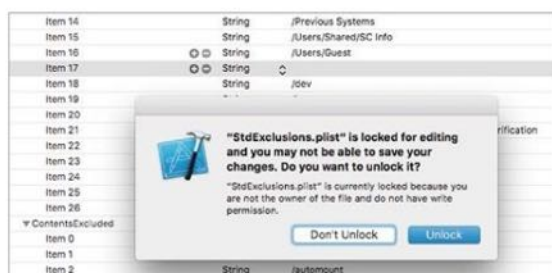 Item 14 String /Previous Systems
Item 15 String /Users/Shared/SC Info
Item 16 String /Users/Guest
Item 17 String
Item 18 String /dev
Item 19
Item 20
Item 21 rification
Item 22
Item 23
Item 24
Item 25
Item 26
ContentsExcluded
Item 0
Item 1
Item 2 String /automount
"StdExclusions.plist" is locked for editing
and you may not be able to save your
changes. Do you want to unlock it?
"StdExclusions.plist" is currently locked because you
are not the owner of the file and do not have write
permission.
Don't Unlock Unlock